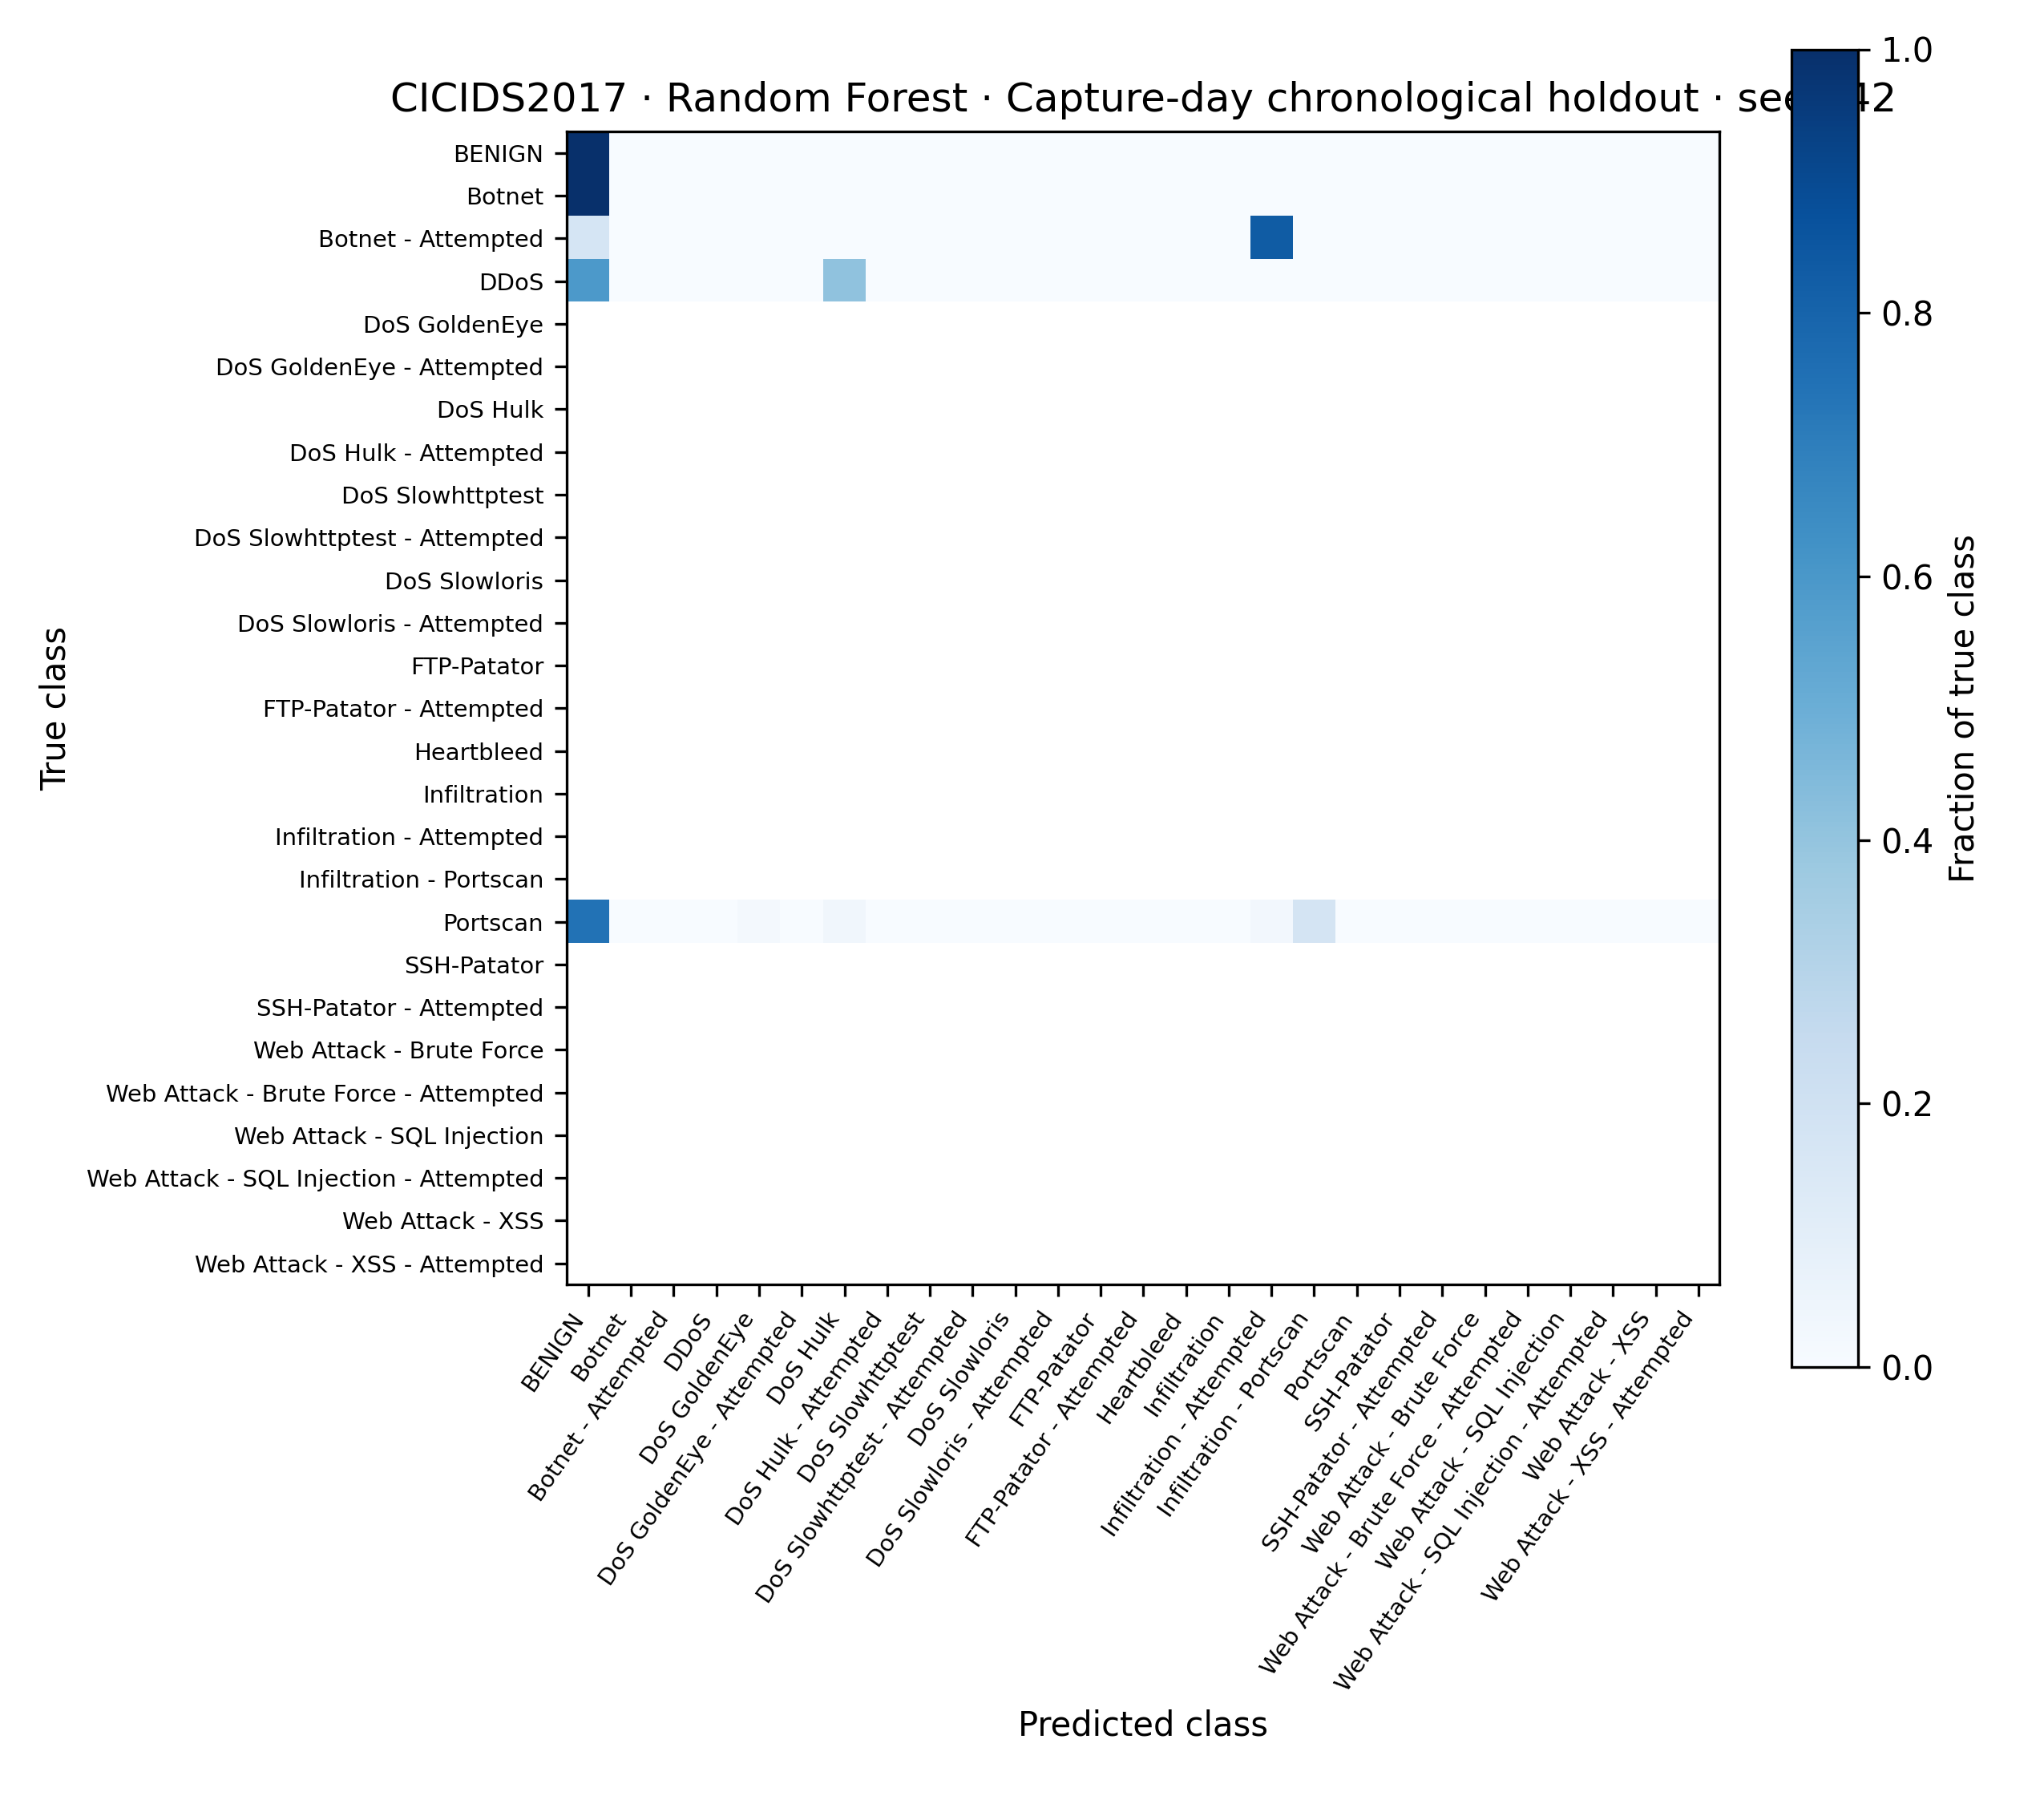 CICIDS2017 · Random Forest · Capture-day chronological holdout · see 42
BENIGN
Botnet
Botnet - Attempted
DDoS
DoS GoldenEye
DoS GoldenEye - Attempted
DoS Hulk
DoS Hulk - Attempted
DoS Slowhttptest
DoS Slowhttptest - Attempted
DoS Slowloris
DoS Slowloris - Attempted
FTP-Patator
FTP-Patator - Attempted
Heartbleed
Infiltration
Infiltration - Attempted
Infiltration - Portscan
Portscan
SSH-Patator
SSH-Patator - Attempted
Web Attack - Brute Force
Web Attack - Brute Force - Attempted
Web Attack - SQL Injection
Web Attack - SQL Injection - Attempted
Web Attack - XSS
Web Attack - XSS - Attempted
True class
BENIGN
Botnet
Botnet - Attempted
DDoS
DoS GoldenEye
DoS GoldenEye - Attempted
DoS Hulk
DoS Hulk - Attempted
DoS Slowhttptest
DoS Slowhttptest - Attempted
DoS Slowloris
DoS Slowloris - Attempted
FTP-Patator
FTP-Patator - Attempted
Heartbleed
Infiltration
Infiltration - Attempted
Infiltration - Portscan
Portscan
SSH-Patator
SSH-Patator - Attempted
Web Attack - Brute Force
Web Attack - Brute Force - Attempted
Web Attack - SQL Injection
Web Attack - SQL Injection - Attempted
Web Attack - XSS
Web Attack - XSS - Attempted
Predicted class
1.0
0.8
0.6
0.4
0.2
0.0
Fraction of true class